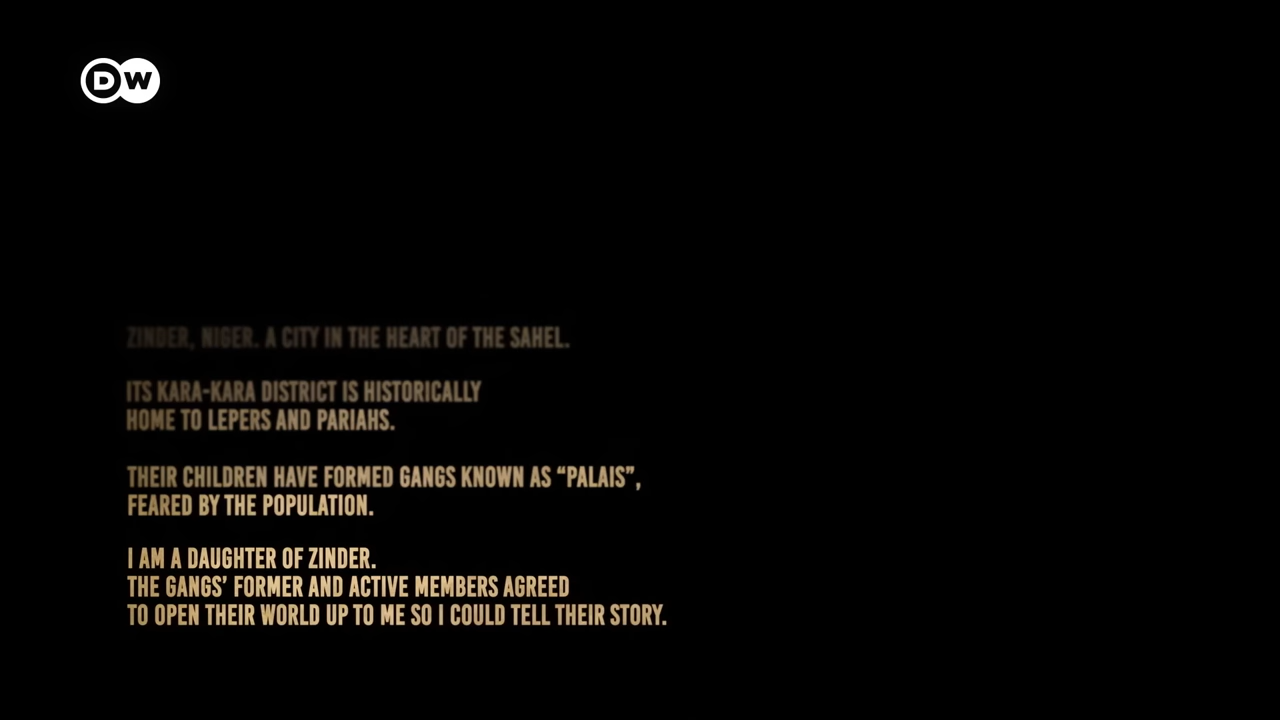 DW
ZINDER, NIGER. A CITY IN THE HEART OF THE SAHEL.
ITS KARA-KARA DISTRICT IS HISTORICALLY
HOME TO LEPERS AND PARIAHS.
THEIR CHILDREN HAVE FORMED GANGS KNOWN AS “PALAIS”,
FEARED BY THE POPULATION.
I AM A DAUGHTER OF ZINDER.
THE GANGS’ FORMER AND ACTIVE MEMBERS AGREED
TO OPEN THEIR WORLD UP TO ME SO I COULD TELL THEIR STORY.